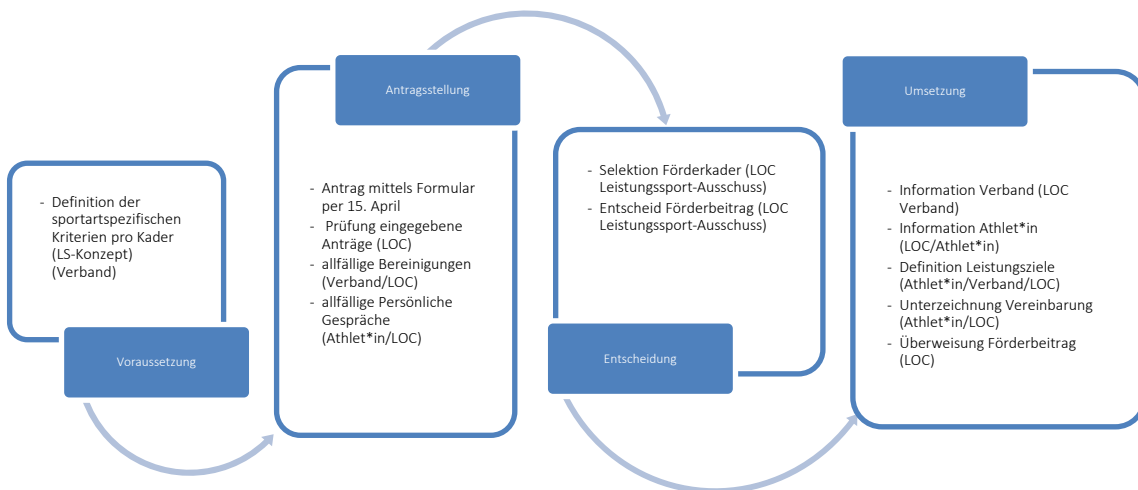 - Definition der
sportartspezifischen
Kriterien pro Kader
(LS-Konzept)
(Verband)
Voraussetzung
Antragsstellung
- Antrag mittels Formular
per 15. April
- Prüfung eingegebene
Anträge (LOC)
- allfällige Bereinigungen
(Verband/LOC)
- allfällige Persönliche
Gespräche
(Athlet*in/LOC)
- Selektion Förderkader (LOC
Leistungssport-Ausschuss)
- Entscheid Förderbeitrag (LOC
Leistungssport-Ausschuss)
Entscheidung
Umsetzung
- Information Verband (LOC
Verband)
- Information Athlet*in
(LOC/Athlet*in)
- Definition Leistungsziele
(Athlet*in/Verband/LOC)
- Unterzeichnung Vereinbarung
(Athlet*in/LOC)
- Überweisung Förderbeitrag
(LOC)